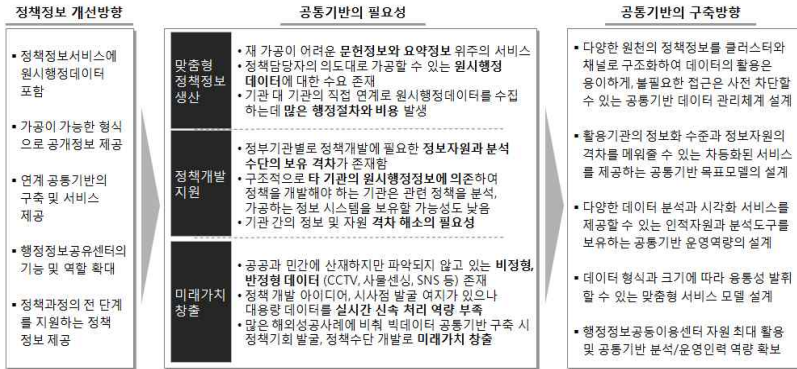 정책정보 개선방향
▪ 정책정보서비스에
원시행정데이터
포함
▪ 가공이 가능한 형식
으로 공개정보 제공
▪ 연계 공통기반의
구축 및 서비스
제공
▪ 행정정보공유센터의
기능 및 역할 확대
▪ 정책과정의 전 단계
를 지원하는 정책
정보 제공
공통기반의 필요성
맞춤형
정책정보
생산
▪ 재 가공이 어려운 문헌정보와 요약정보 위주의 서비스
▪ 정책담당자의 의도대로 가공할 수 있는 원시행정
데이터에 대한 수요 존재
▪ 기관 대 기관의 직접 연계로 원시행정데이터를 수집
하는데 많은 행정절차와 비용 발생
정책개발
지원
▪ 정부기관별로 정책개발에 필요한 정보자원과 분석
수단의 보유 격차가 존재함
▪ 구조적으로 타 기관의 원시행정정보에 의존하여
정책을 개발해야 하는 기관은 관련 정책을 분석,
가공하는 정보 시스템을 보유할 가능성도 낮음
▪ 기관 간의 정보 및 자원 격차 해소의 필요성
미래가치
창출
▪ 공공과 민간에 산재하지만 파악되지 않고 있는 비정형,
반정형 데이터 (CCTV, 사물센싱, SNS 등) 존재
▪ 정책 개발 아이디어, 시사점 발굴 여지가 있으나
대용량 데이터를 실시간 신속 처리 역량 부족
▪ 많은 해외성공사례에 비춰 빅데이터 공통기반 구축 시
정책기회 발굴, 정책수단 개발로 미래가치 창출
공통기반의 구축방향
▪ 다양한 원천의 정책정보를 클러스터와
채널로 구조화하여 데이터의 활용은
용이하게, 불필요한 접근은 사전 차단할
수 있는 공통기반 데이터 관리체계 설계
▪ 활용기관의 정보화 수준과 정보자원의
격차를 메워줄 수 있는 차등화된 서비스
를 제공하는 공통기반 목표모델의 설계
▪ 다양한 데이터 분석과 시각화 서비스를
제공할 수 있는 인적자원과 분석도구를
보유하는 공통기반 운영역량의 설계
▪ 데이터 형식과 크기에 따라 융통성 발휘
할 수 있는 맞춤형 서비스 모델 설계
▪ 행정정보공동이용센터 자원 최대 활용
및 공통기반 분석/운영인력 역량 확보